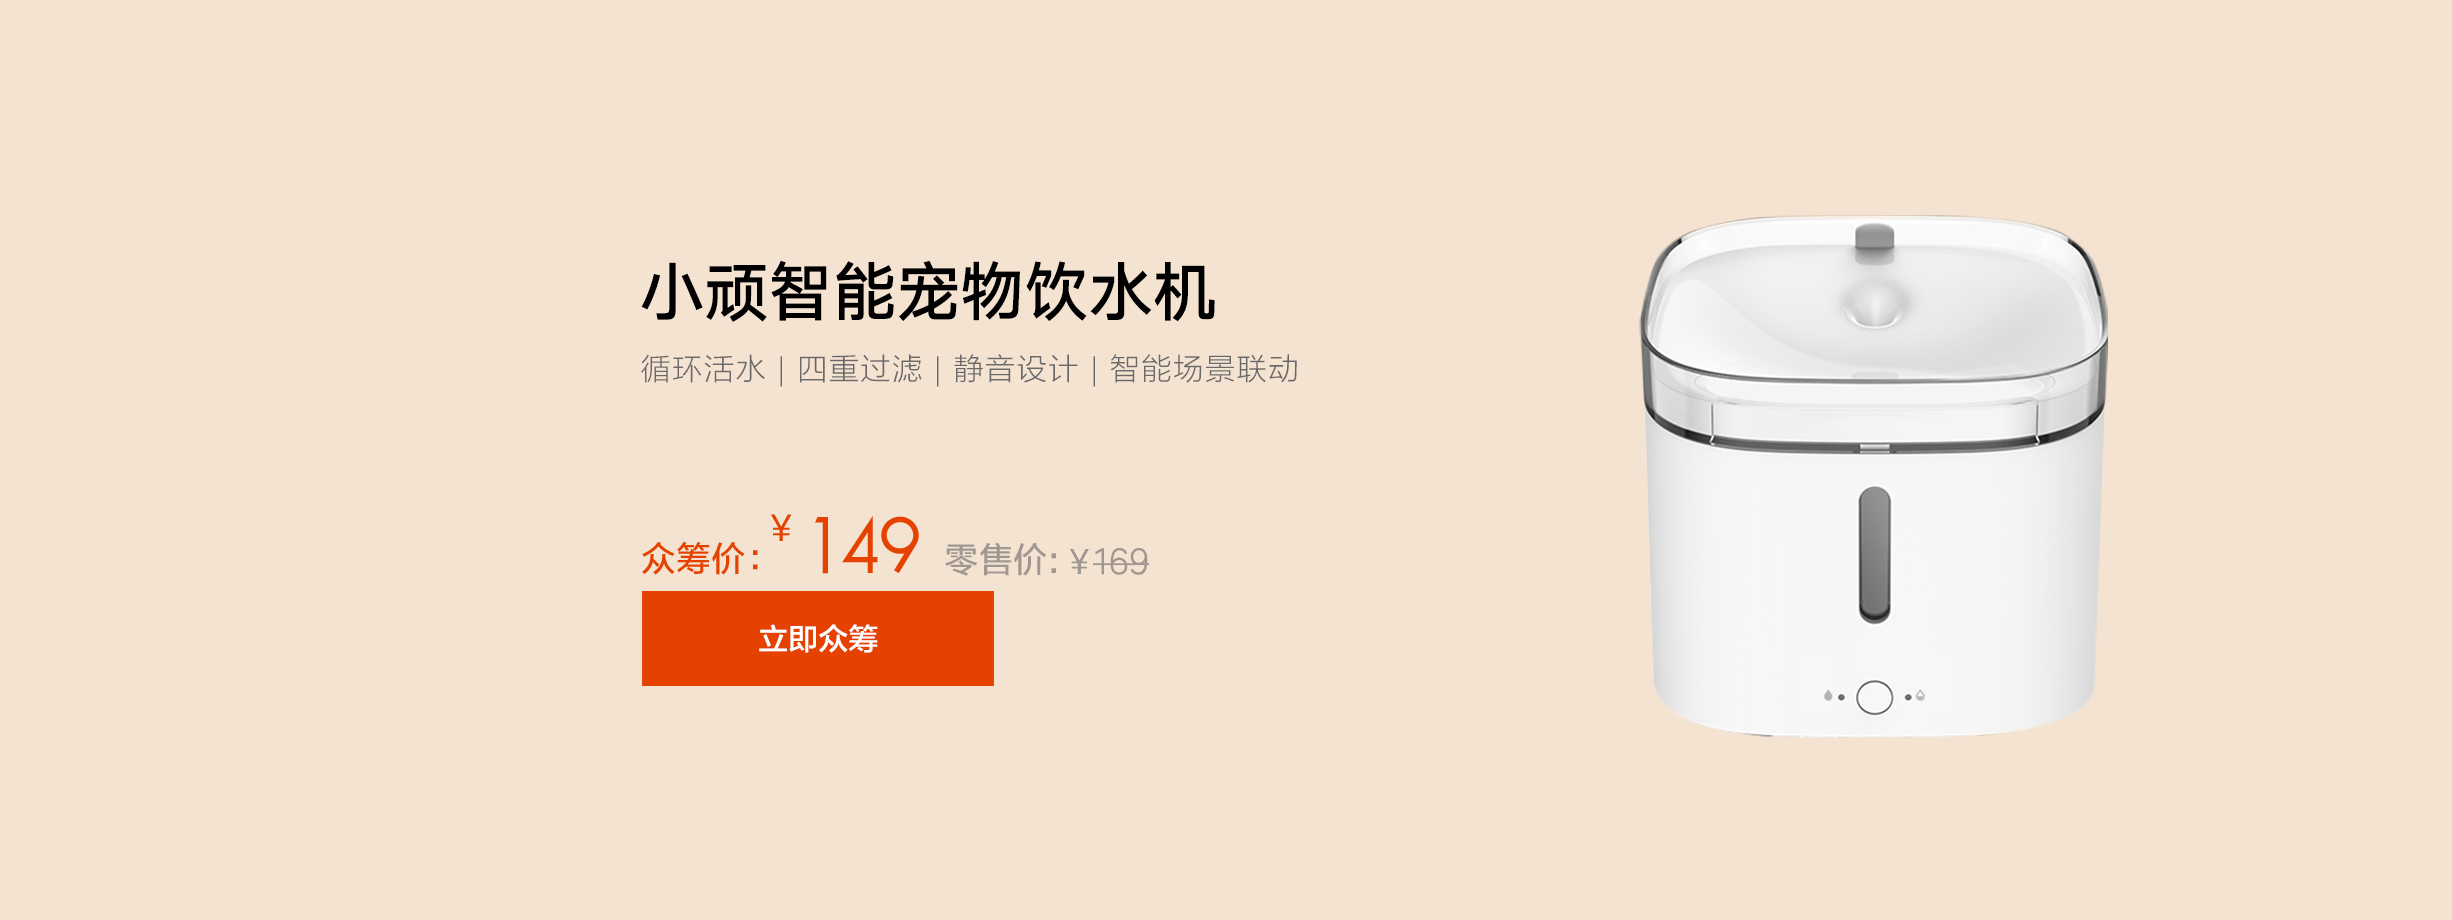 小顽智能宠物饮水机
循环活水 | 四重过滤 | 静音设计 | 智能场景联动
众筹价：¥ 149 零售价：¥169
立即众筹